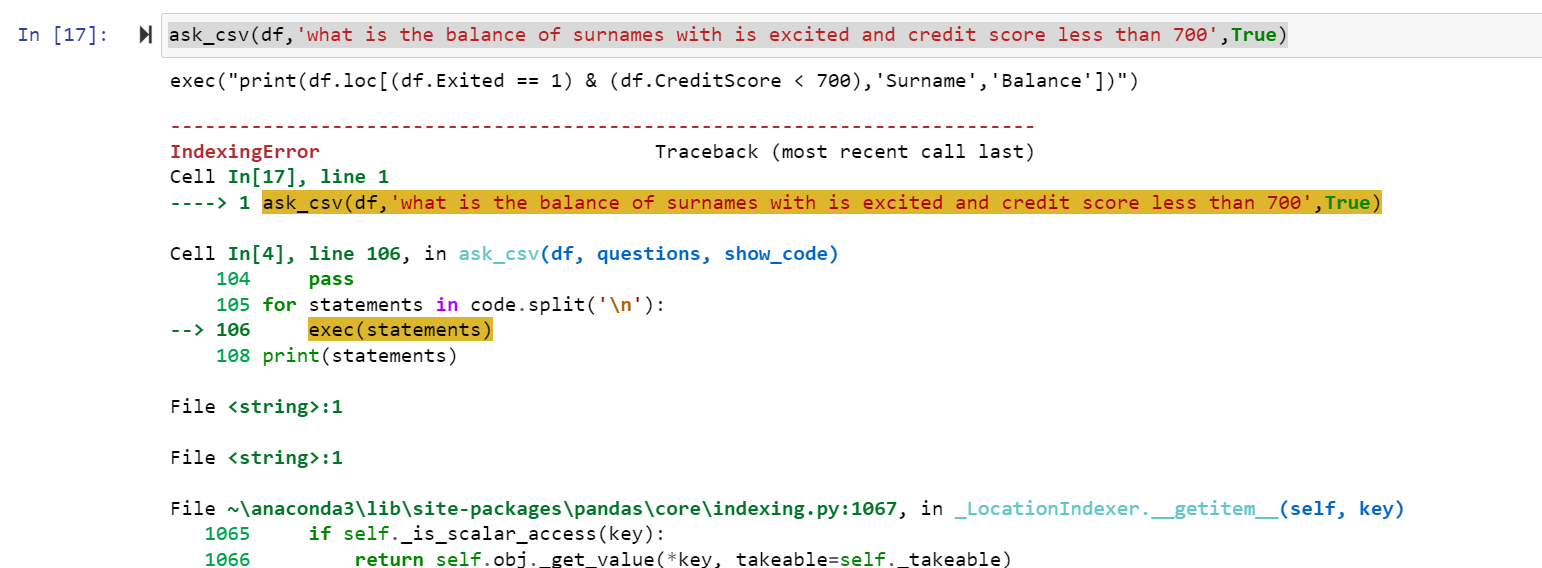 In [17]: ask_csv(df,'what is the balance of surnames with is excited and credit score less than 700',True)
exec("print(df.loc[(df.Exited == 1) & (df.CreditScore < 700),'Surname','Balance'])")
---------------------------------------------------------------------------
IndexingError                             Traceback (most recent call last)
Cell In[17], line 1
----> 1 ask_csv(df,'what is the balance of surnames with is excited and credit score less than 700',True)
Cell In[4], line 106, in ask_csv(df, questions, show_code)
    104     pass
    105 for statements in code.split('\n'):
--> 106     exec(statements)
    108 print(statements)
File <string>:1
File <string>:1
File ~\anaconda3\lib\site-packages\pandas\core\indexing.py:1067, in _LocationIndexer.__getitem__(self, key)
   1065     if self._is_scalar_access(key):
   1066         return self.obj._get_value(*key, takeable=self._takeable)